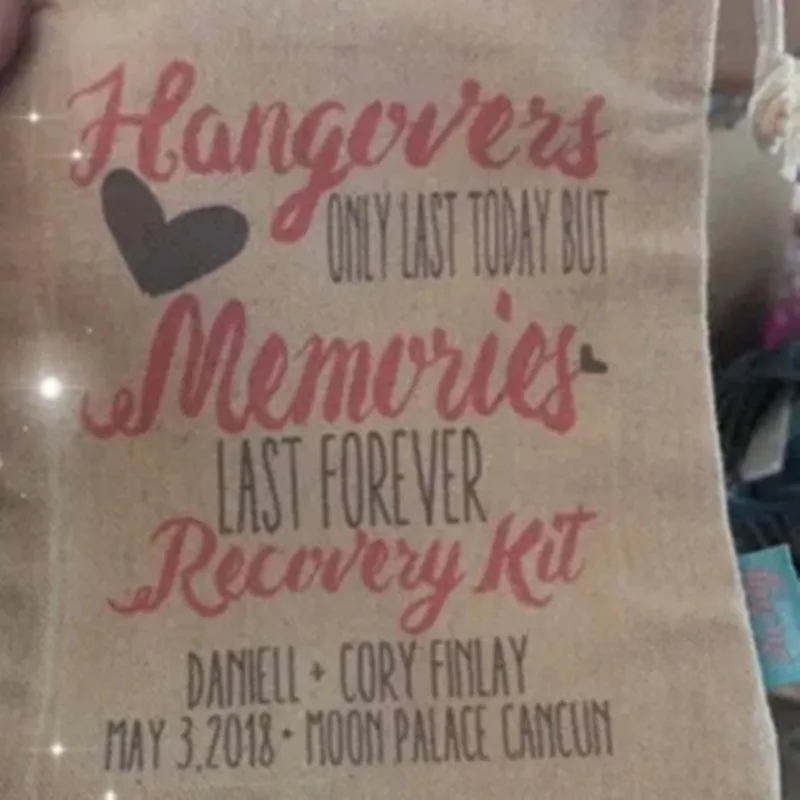 Hangovers
ONLY LAST TODAY BUT
Memories
LAST FOREVER
Recovery Kit
DANIELL + CORY FINLAY
MAY 3, 2018 • MOON PALACE CANCUN